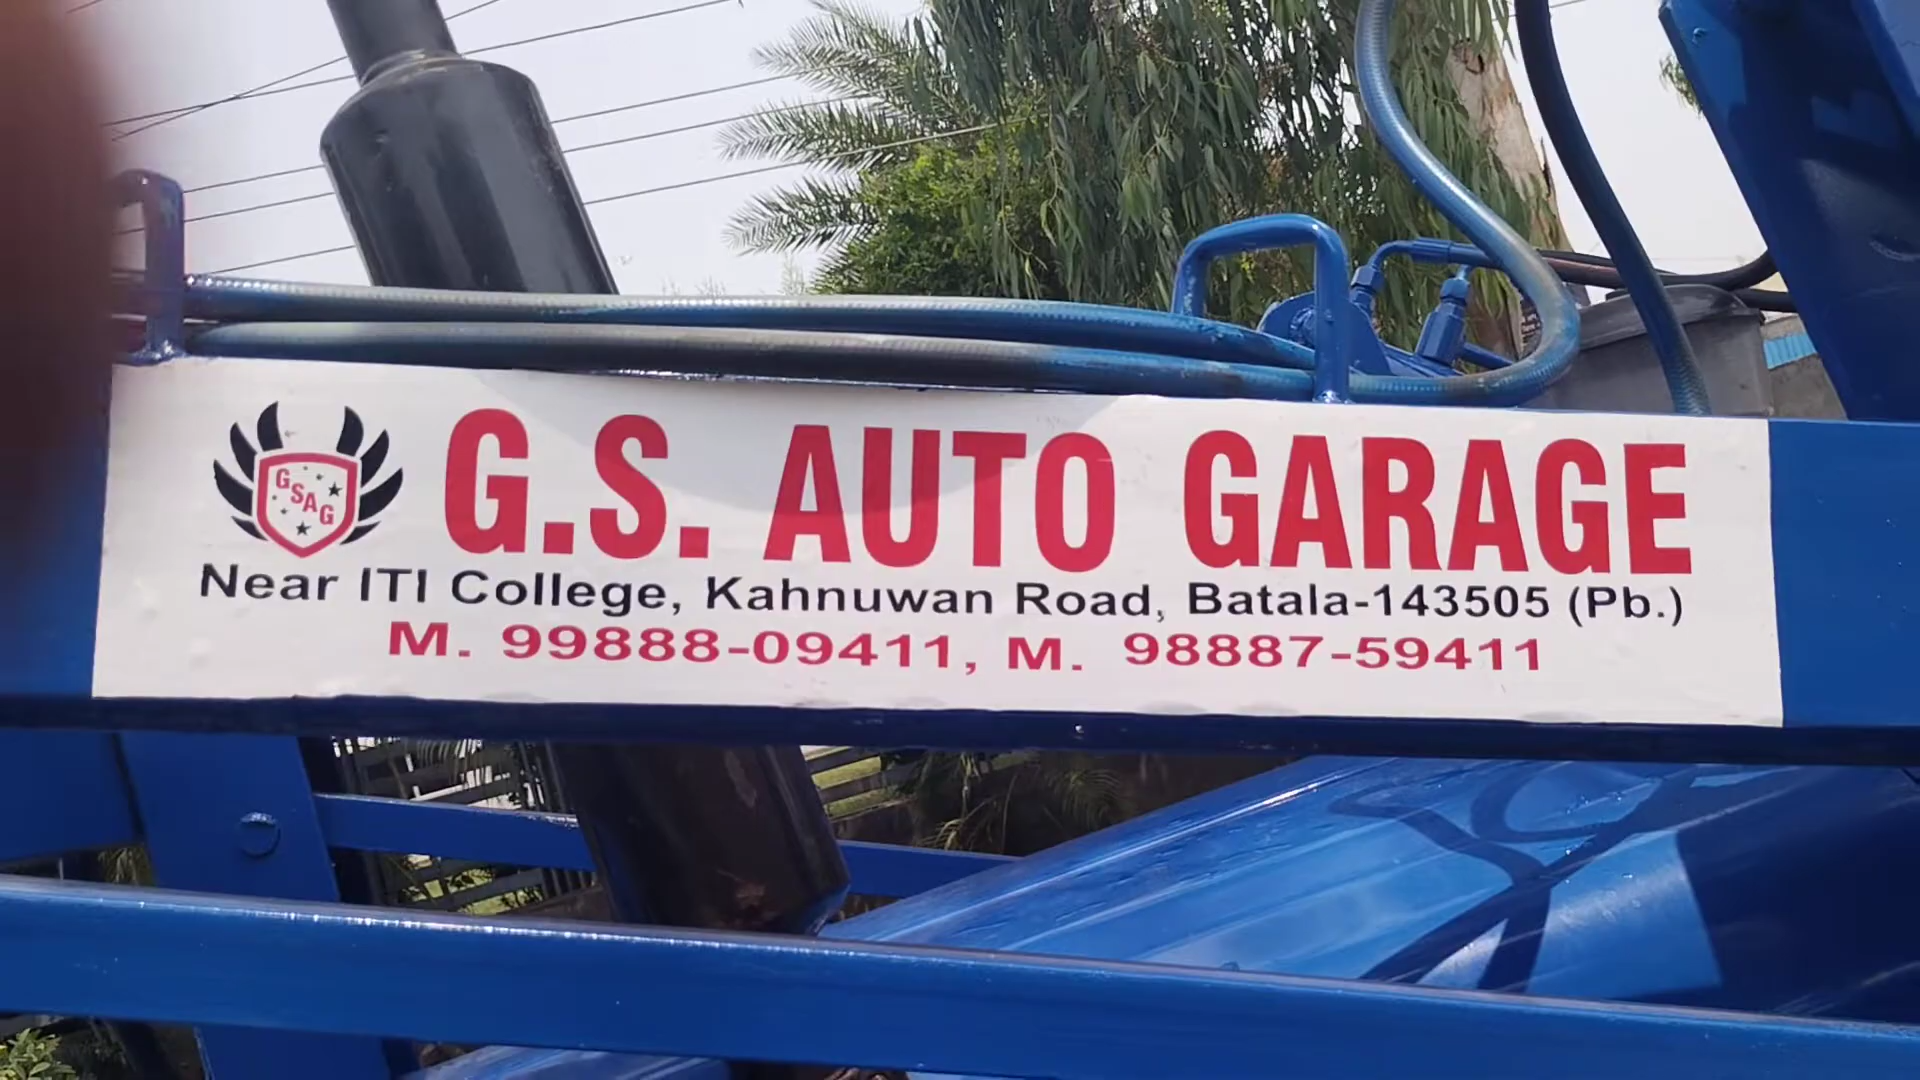 GSAG
G.S. AUTO GARAGE
Near ITI College, Kahnuwan Road, Batala-143505 (Pb.)
M. 99888-09411, M. 98887-59411